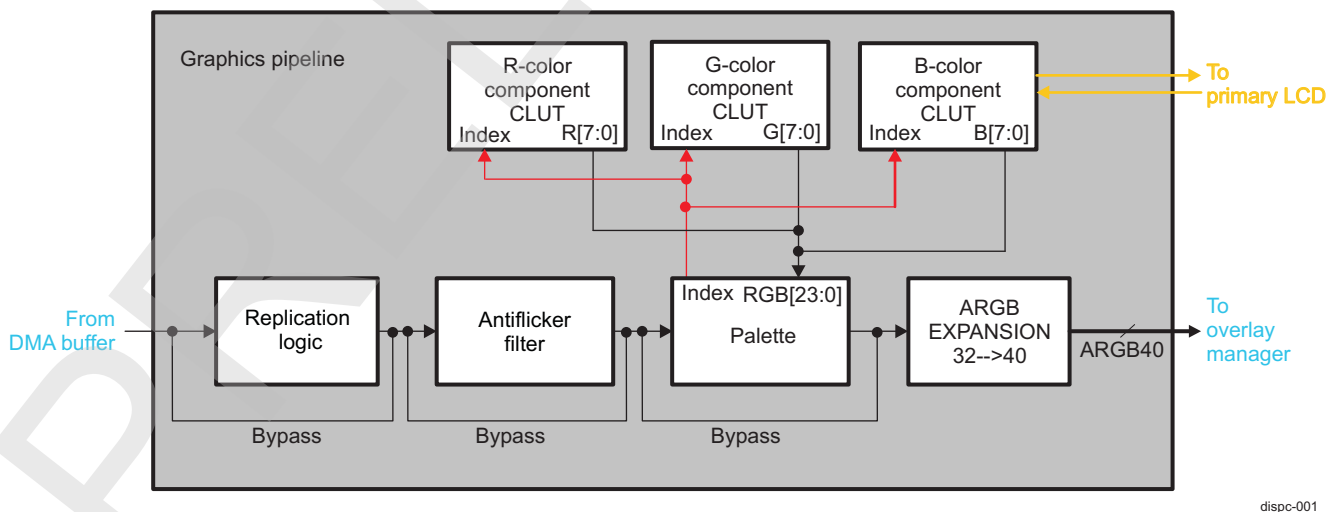 Graphics pipeline
R-color
component
CLUT
Index R[7:0]
G-color
component
CLUT
Index G[7:0]
B-color
component
CLUT
Index B[7:0]
To
primary LCD
From
DMA buffer
Replication
logic
Antiflicker
filter
Index RGB[23:0]
Palette
ARGB
EXPANSION
32-->40
ARGB40
To
overlay
manager
Bypass
Bypass
Bypass
dispc-001